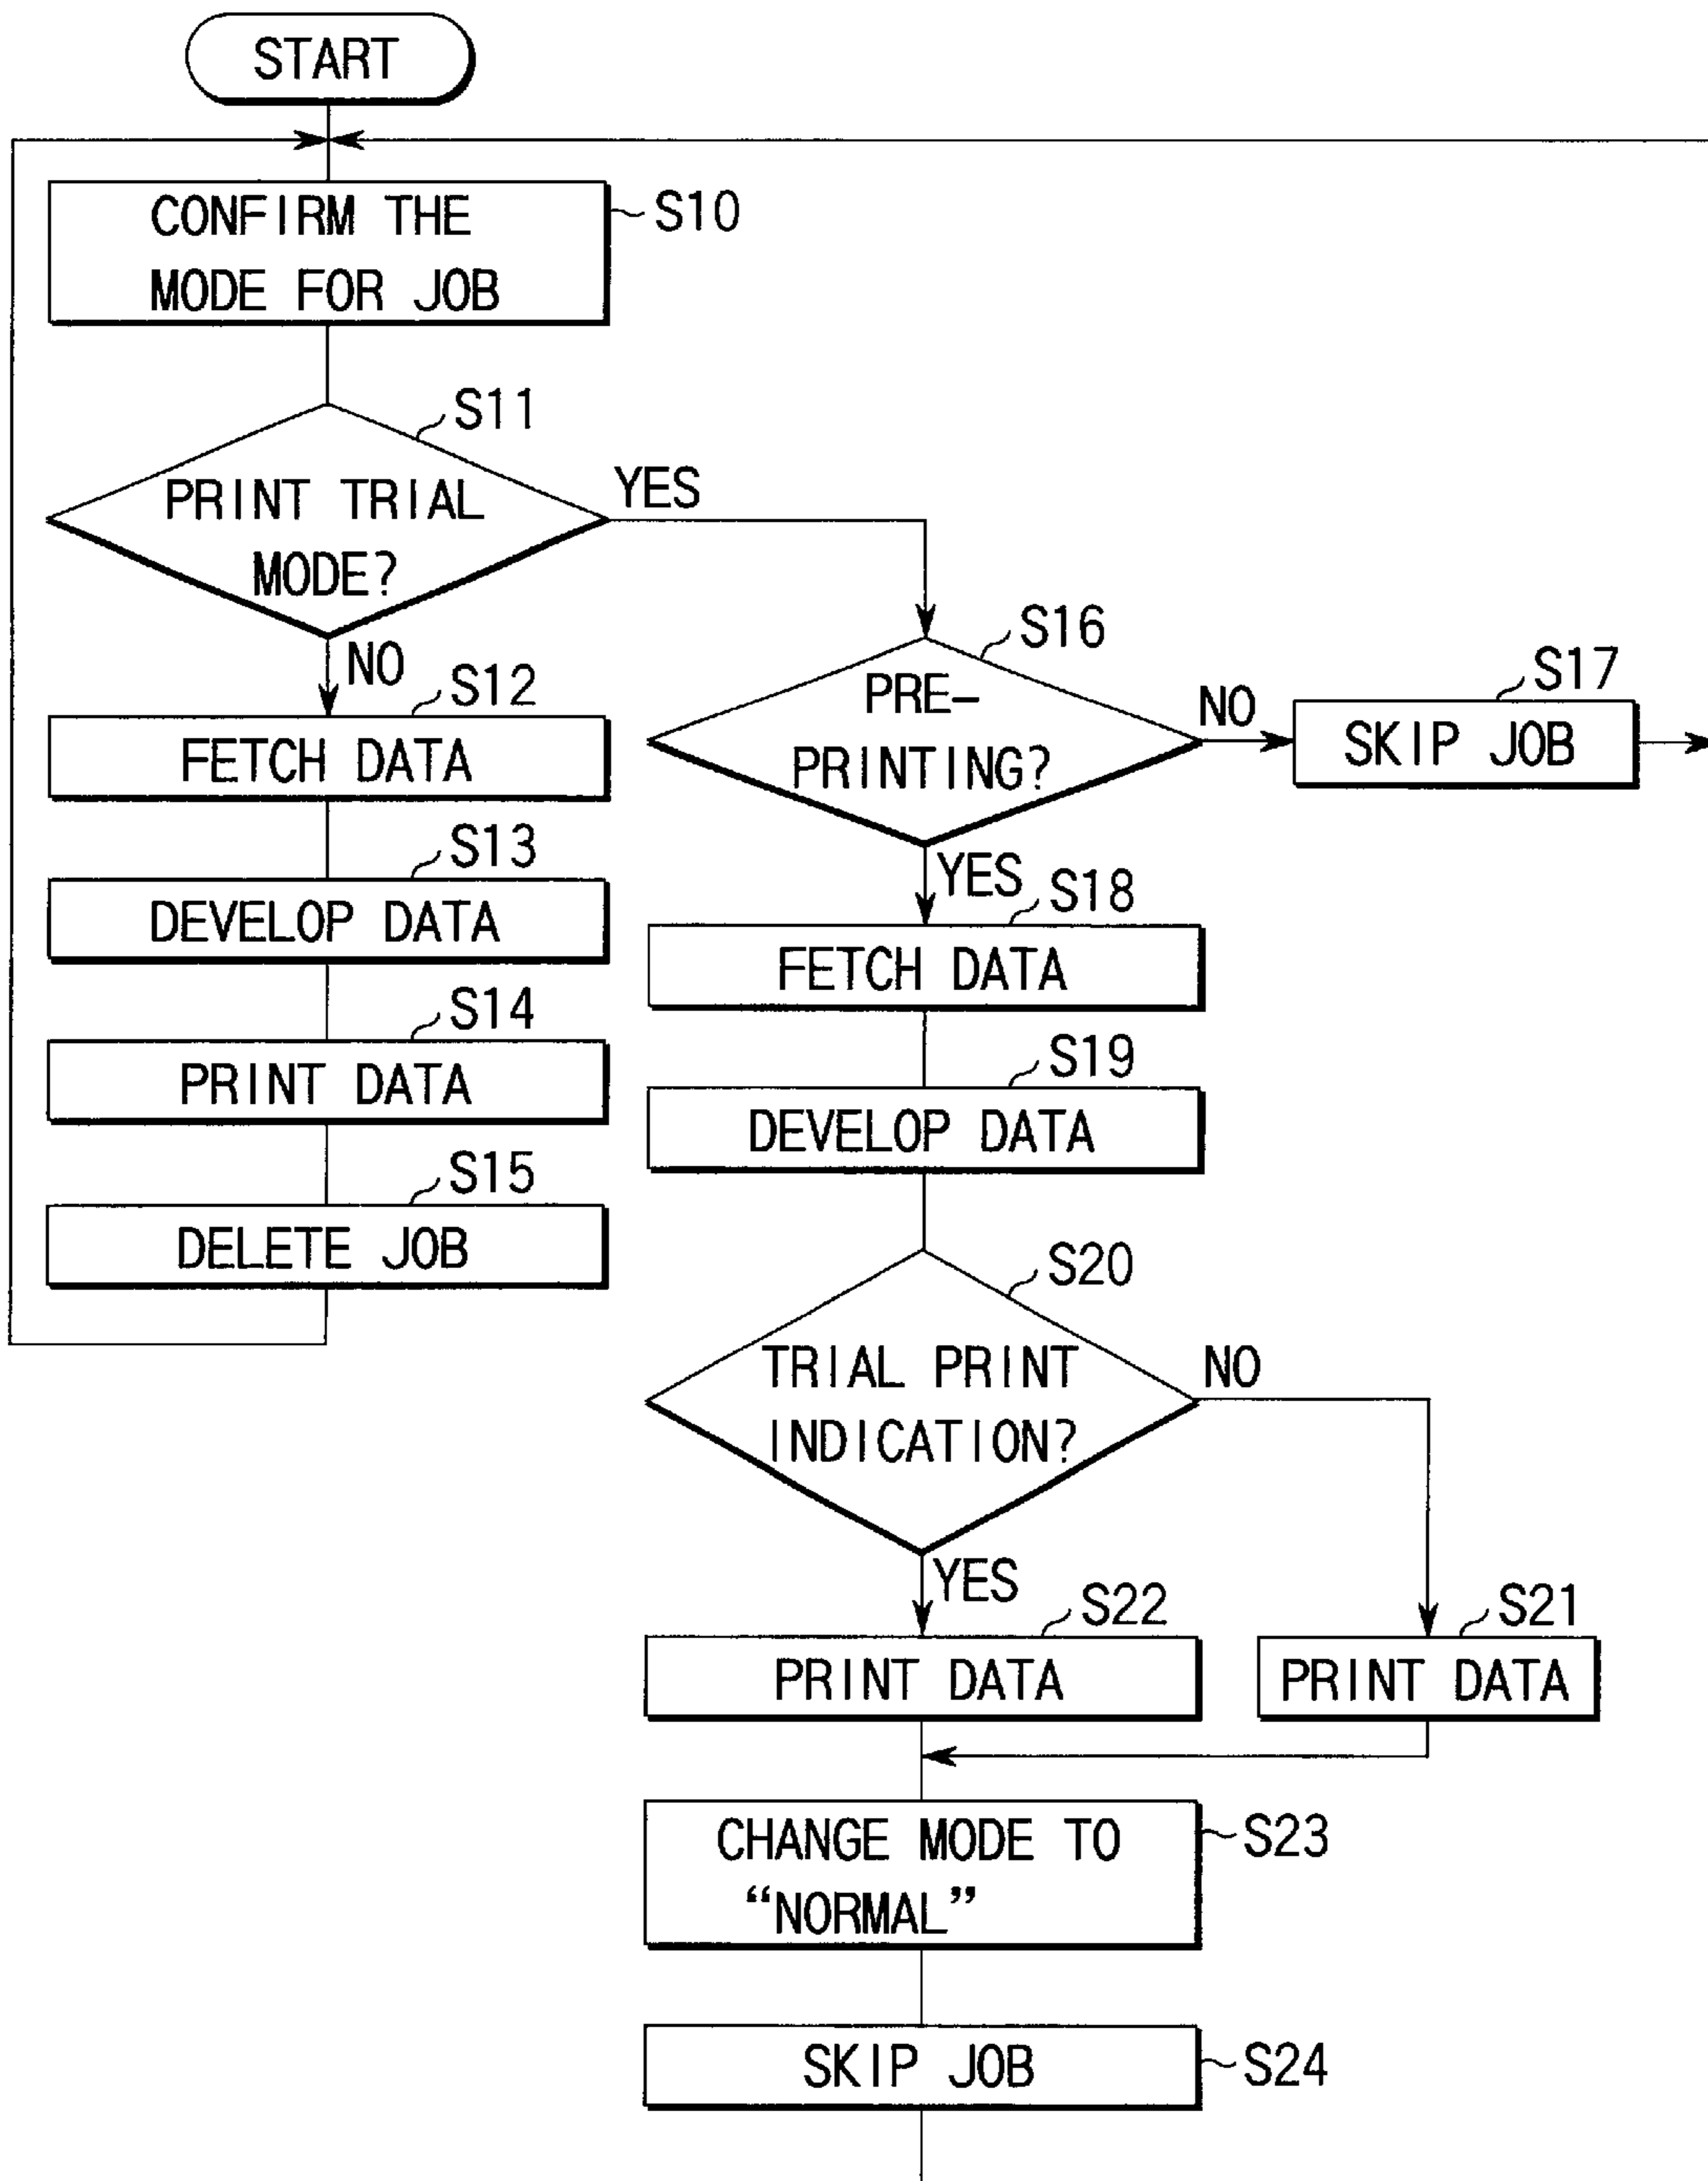 START
CONFIRM THE
MODE FOR JOB
S10
S11
PRINT TRIAL
MODE?
YES
NO
S12
FETCH DATA
S13
DEVELOP DATA
S14
PRINT DATA
S15
DELETE JOB
S16
PRE-
PRINTING?
NO
S17
SKIP JOB
YES
S18
FETCH DATA
S19
DEVELOP DATA
S20
TRIAL PRINT
INDICATION?
NO
YES
S22
PRINT DATA
S21
PRINT DATA
CHANGE MODE TO
“NORMAL”
S23
SKIP JOB
S24